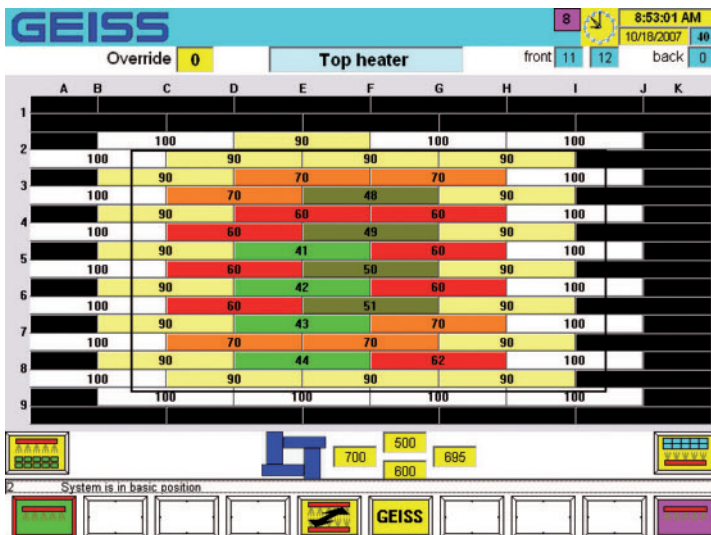 GEISS
8
8:53:01 AM
10/18/2007 40
Override 0 Top heater front 11 12 back 0
A B C D E F G H I J K
1
100 90 100 100
2
100 90 90 90
90 70 70 100
3
100 70 48 90
90 60 60 100
4
100 60 49 90
90 41 60 100
5
100 60 50 90
90 42 60 100
6
100 60 51 90
90 43 70 100
7
100 70 70 90
90 44 62 100
8
100 90 90 90
100 100 100 100
9
500
700 695
600
2 System is in basic position
GEISS